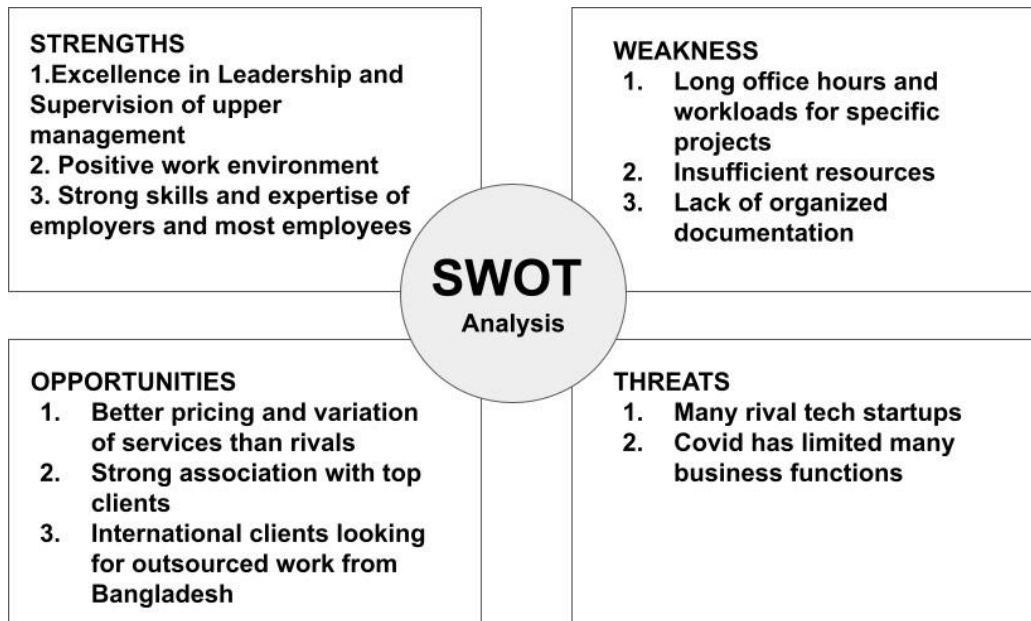 STRENGTHS
1.Excellence in Leadership and
Supervision of upper
management
2. Positive work environment
3. Strong skills and expertise of
employers and most employees
WEAKNESS
1. Long office hours and
workloads for specific
projects
2. Insufficient resources
3. Lack of organized
documentation
SWOT
Analysis
OPPORTUNITIES
1. Better pricing and variation
of services than rivals
2. Strong association with top
clients
3. International clients looking
for outsourced work from
Bangladesh
THREATS
1. Many rival tech startups
2. Covid has limited many
business functions